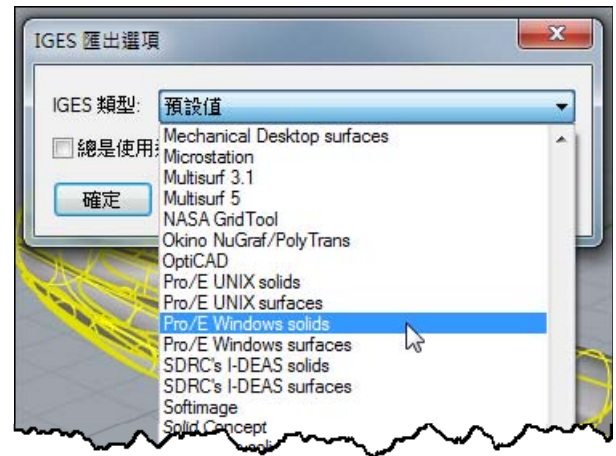 IGES 匯出選項
IGES 類型: 預設值
總是使用
確定
Mechanical Desktop surfaces
Microstation
Multisurf 3.1
Multisurf 5
NASA GridTool
Okino NuGraf/PolyTrans
OptiCAD
Pro/E UNIX solids
Pro/E UNIX surfaces
Pro/E Windows solids
Pro/E Windows surfaces
SDRC's I-DEAS solids
SDRC's I-DEAS surfaces
Softimage
Solid Concept